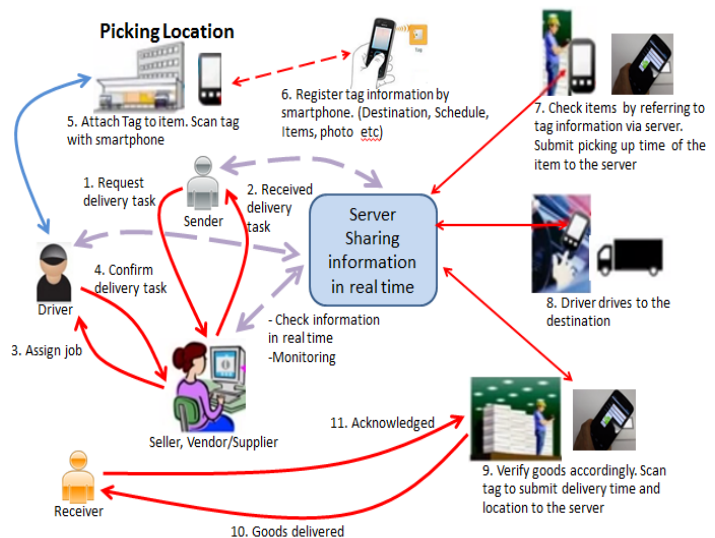 Picking Location
5. Attach Tag to item. Scan tag
with smartphone
Tag
6. Register tag information by
smartphone. (Destination, Schedule,
Items, photo  etc)
7. Check items  by referring to
tag information via server.
Submit picking up time  of the
item to the server
1. Request
delivery task
Sender
2. Received
delivery
task
Server
Sharing
information
in real time
4. Confirm
delivery task
Driver
3. Assign job
- Check information
in real time
-Monitoring
8. Driver drives to the
destination
Seller, Vendor/Supplier
11. Acknowledged
Receiver
10. Goods delivered
9. Verify goods accordingly. Scan
tag to submit delivery time and
location to the server